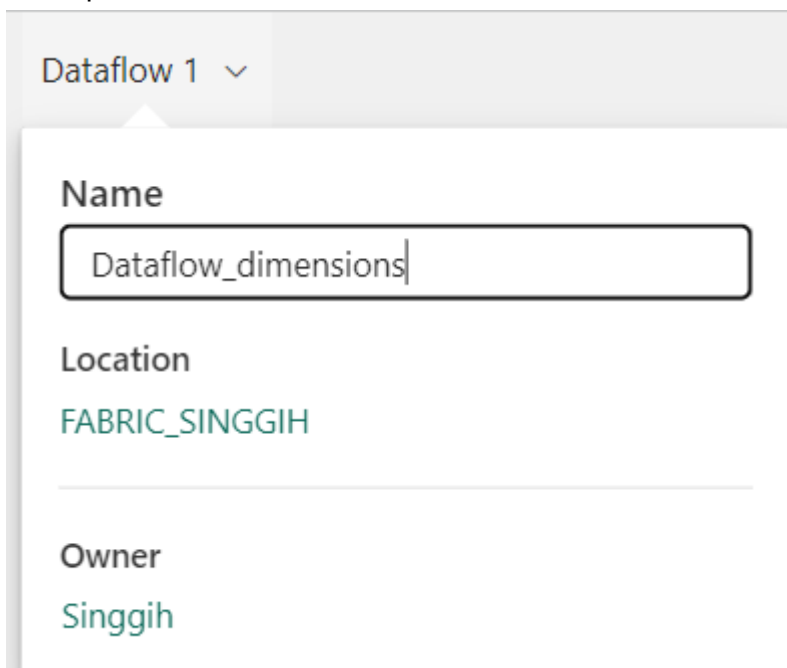 Dataflow 1
Name
Dataflow_dimensions
Location
FABRIC_SINGGIH
Owner
Singgih